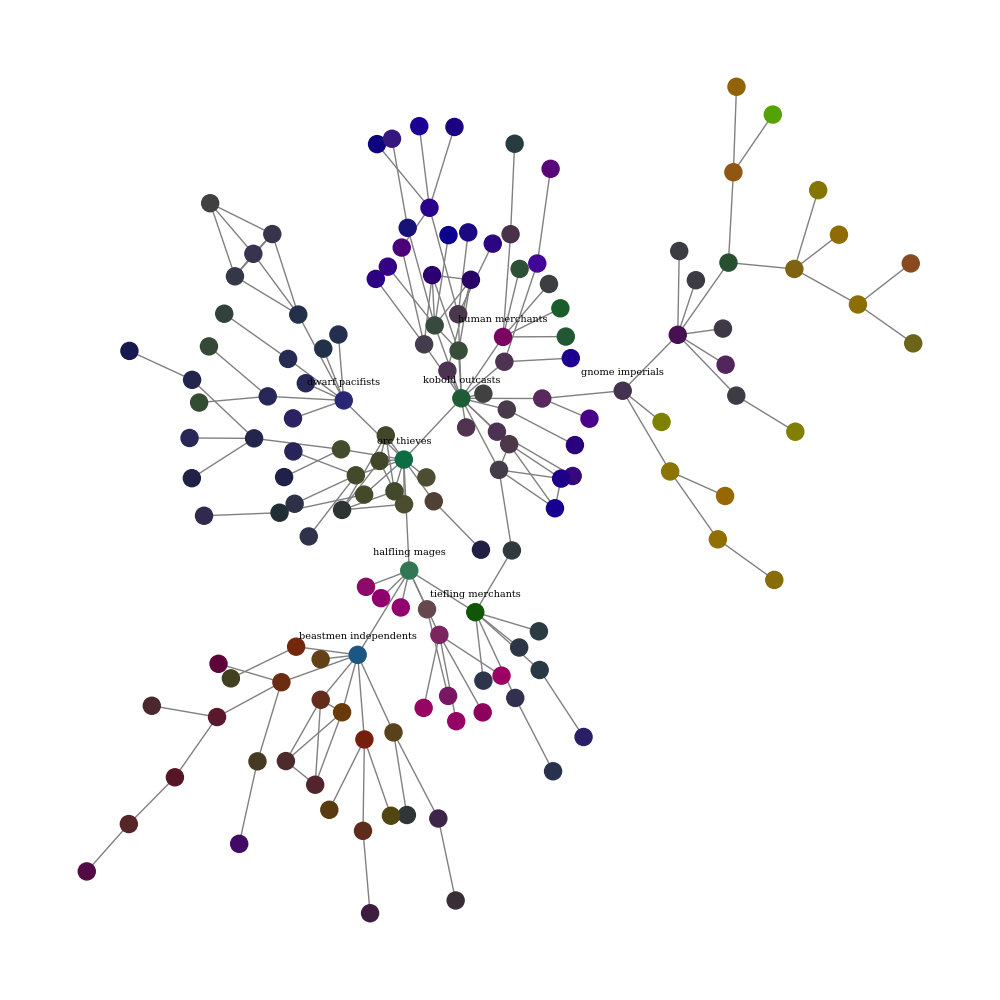 human merchants
gnome imperials
kobold outcasts
dwarf pacifists
orc thieves
halfling mages
tiefling merchants
beastmen independents